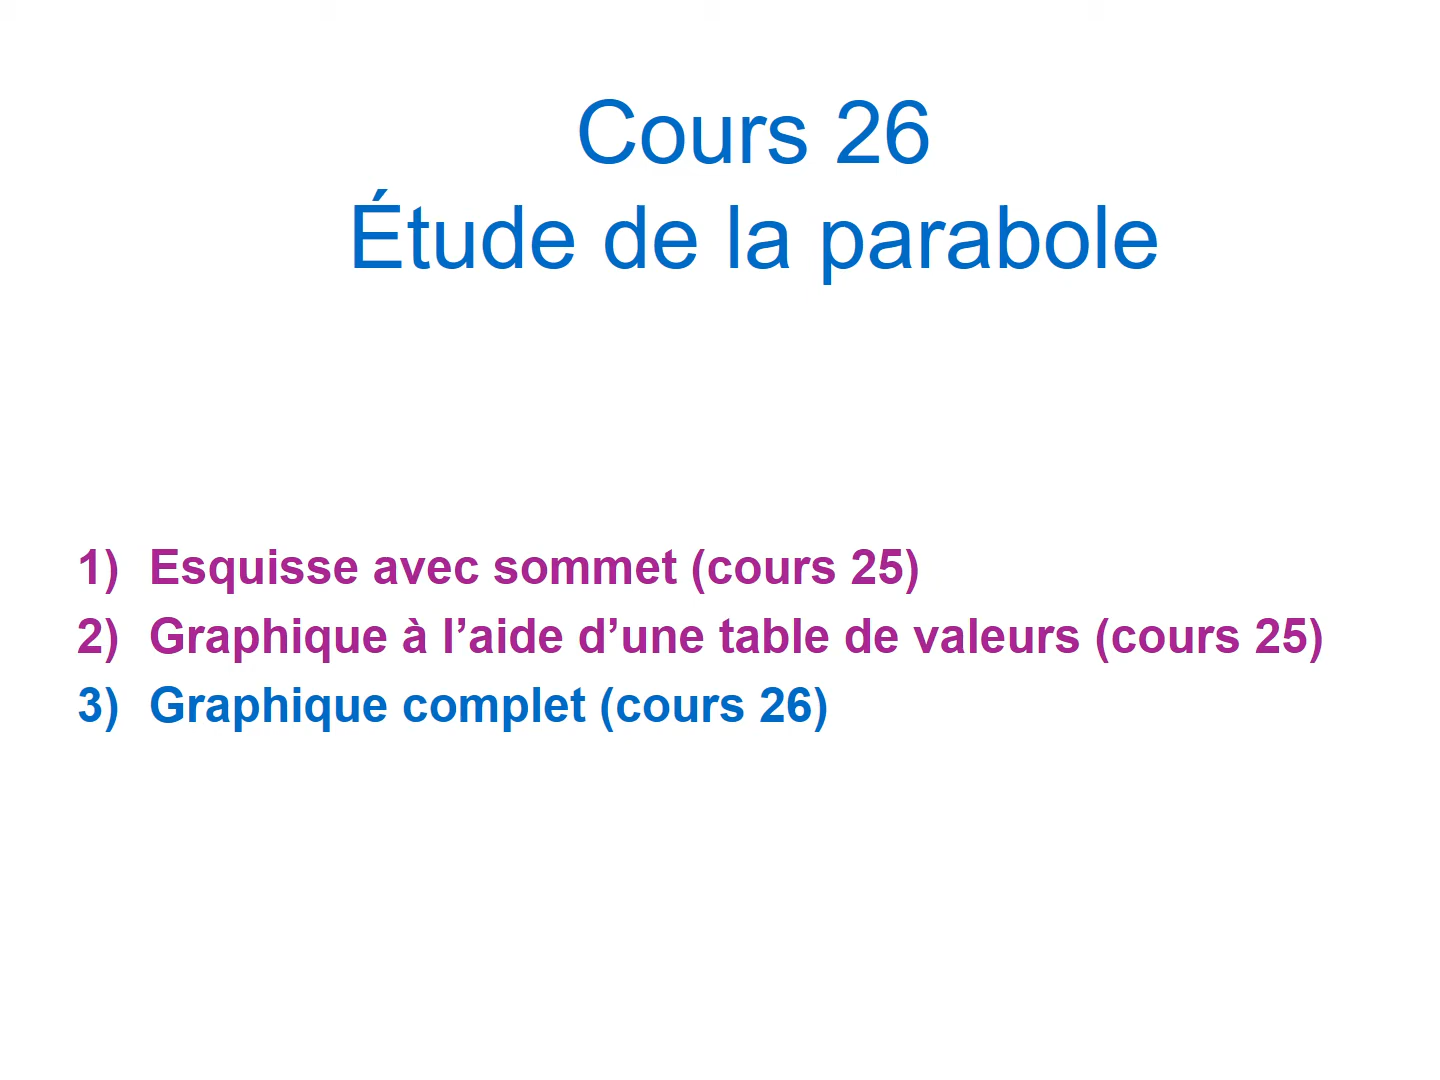 Cours 26
Étude de la parabole
1) Esquisse avec sommet (cours 25)
2) Graphique à l’aide d’une table de valeurs (cours 25)
3) Graphique complet (cours 26)